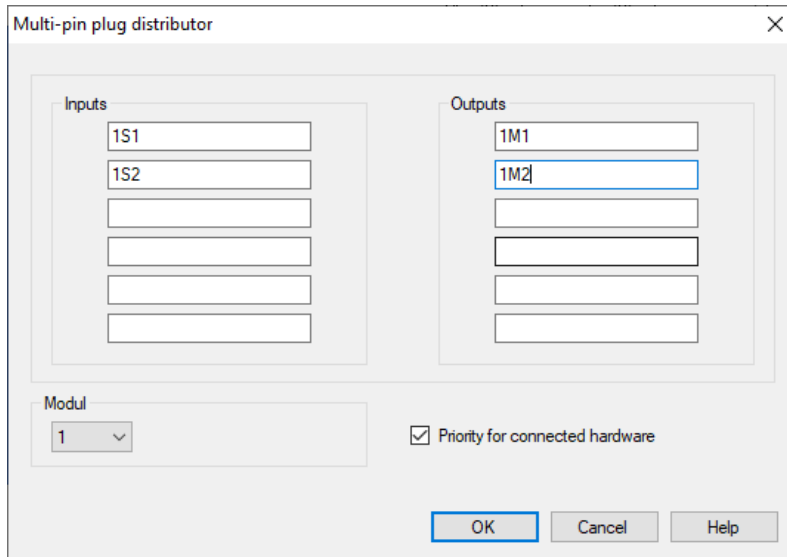 Multi-pin plug distributor
Inputs
1S1
1S2
Outputs
1M1
1M2
Modul
1
Priority for connected hardware
OK
Cancel
Help